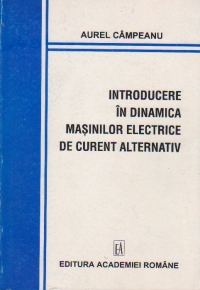 AUREL CÂMPEANU
INTRODUCERE
ÎN DINAMICA
MAȘINILOR ELECTRICE
DE CURENT ALTERNATIV
EA
EDITURA ACADEMIEI ROMÂNE